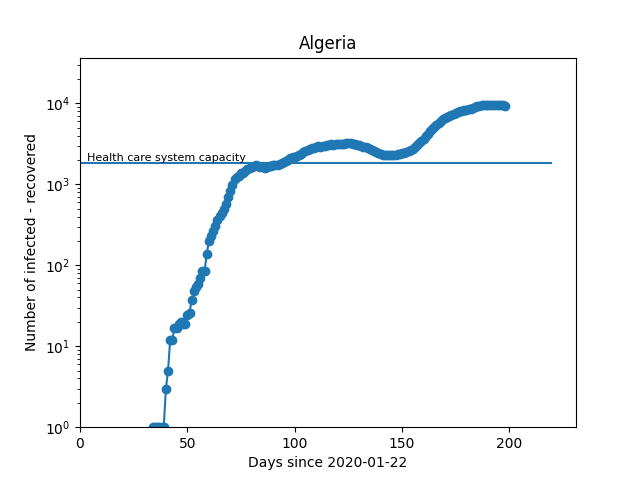 Algeria
10^4
10^3
10^2
10^1
10^0
Number of infected - recovered
Health care system capacity
0 50 100 150 200
Days since 2020-01-22